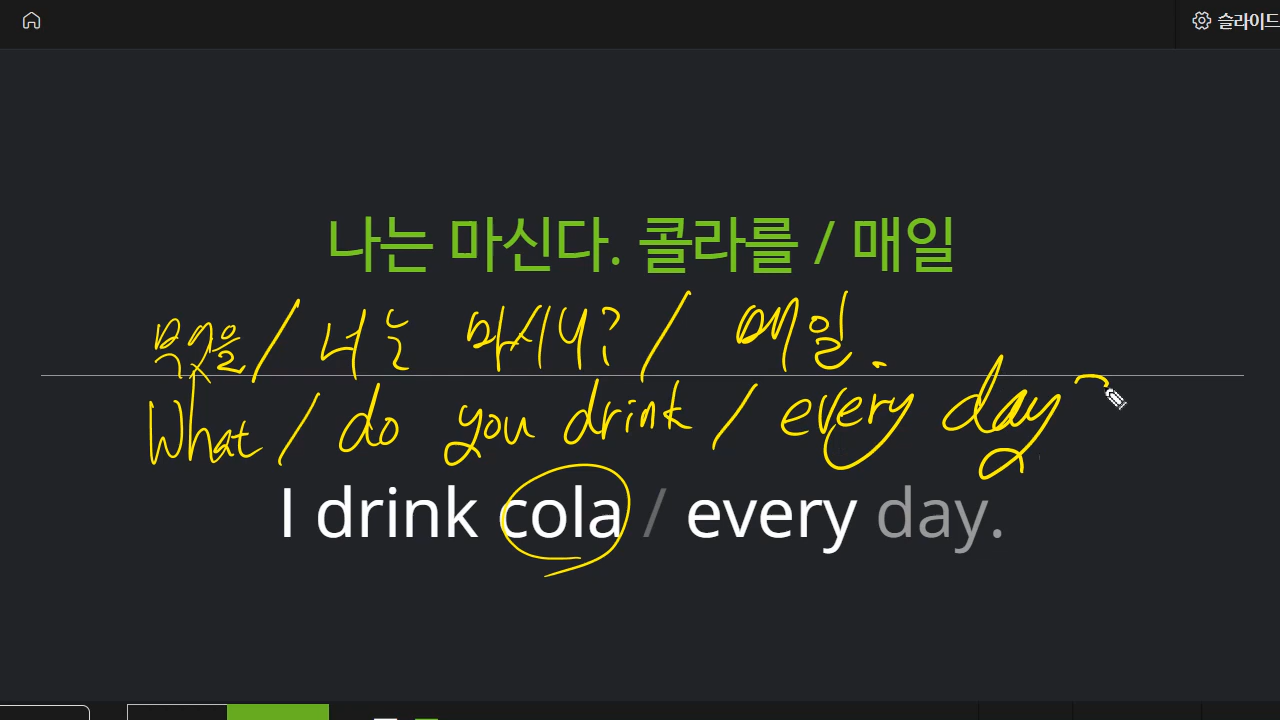 슬라이드
나는 마신다. 콜라를 / 매일
무엇을 / 너는 마시니? / 매일.
What / do you drink / every day
I drink cola / every day.